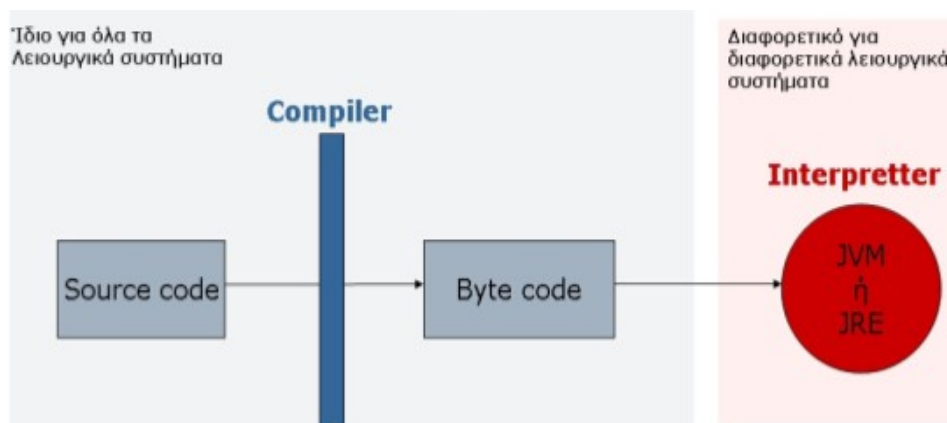 Ίδιο για όλα τα
Λειουργικά συστήματα
Compiler
Source code
Byte code
Διαφορετικό για
διαφορετικά λειουργικά
συστήματα
Interpretter
JVM
ή
JRE